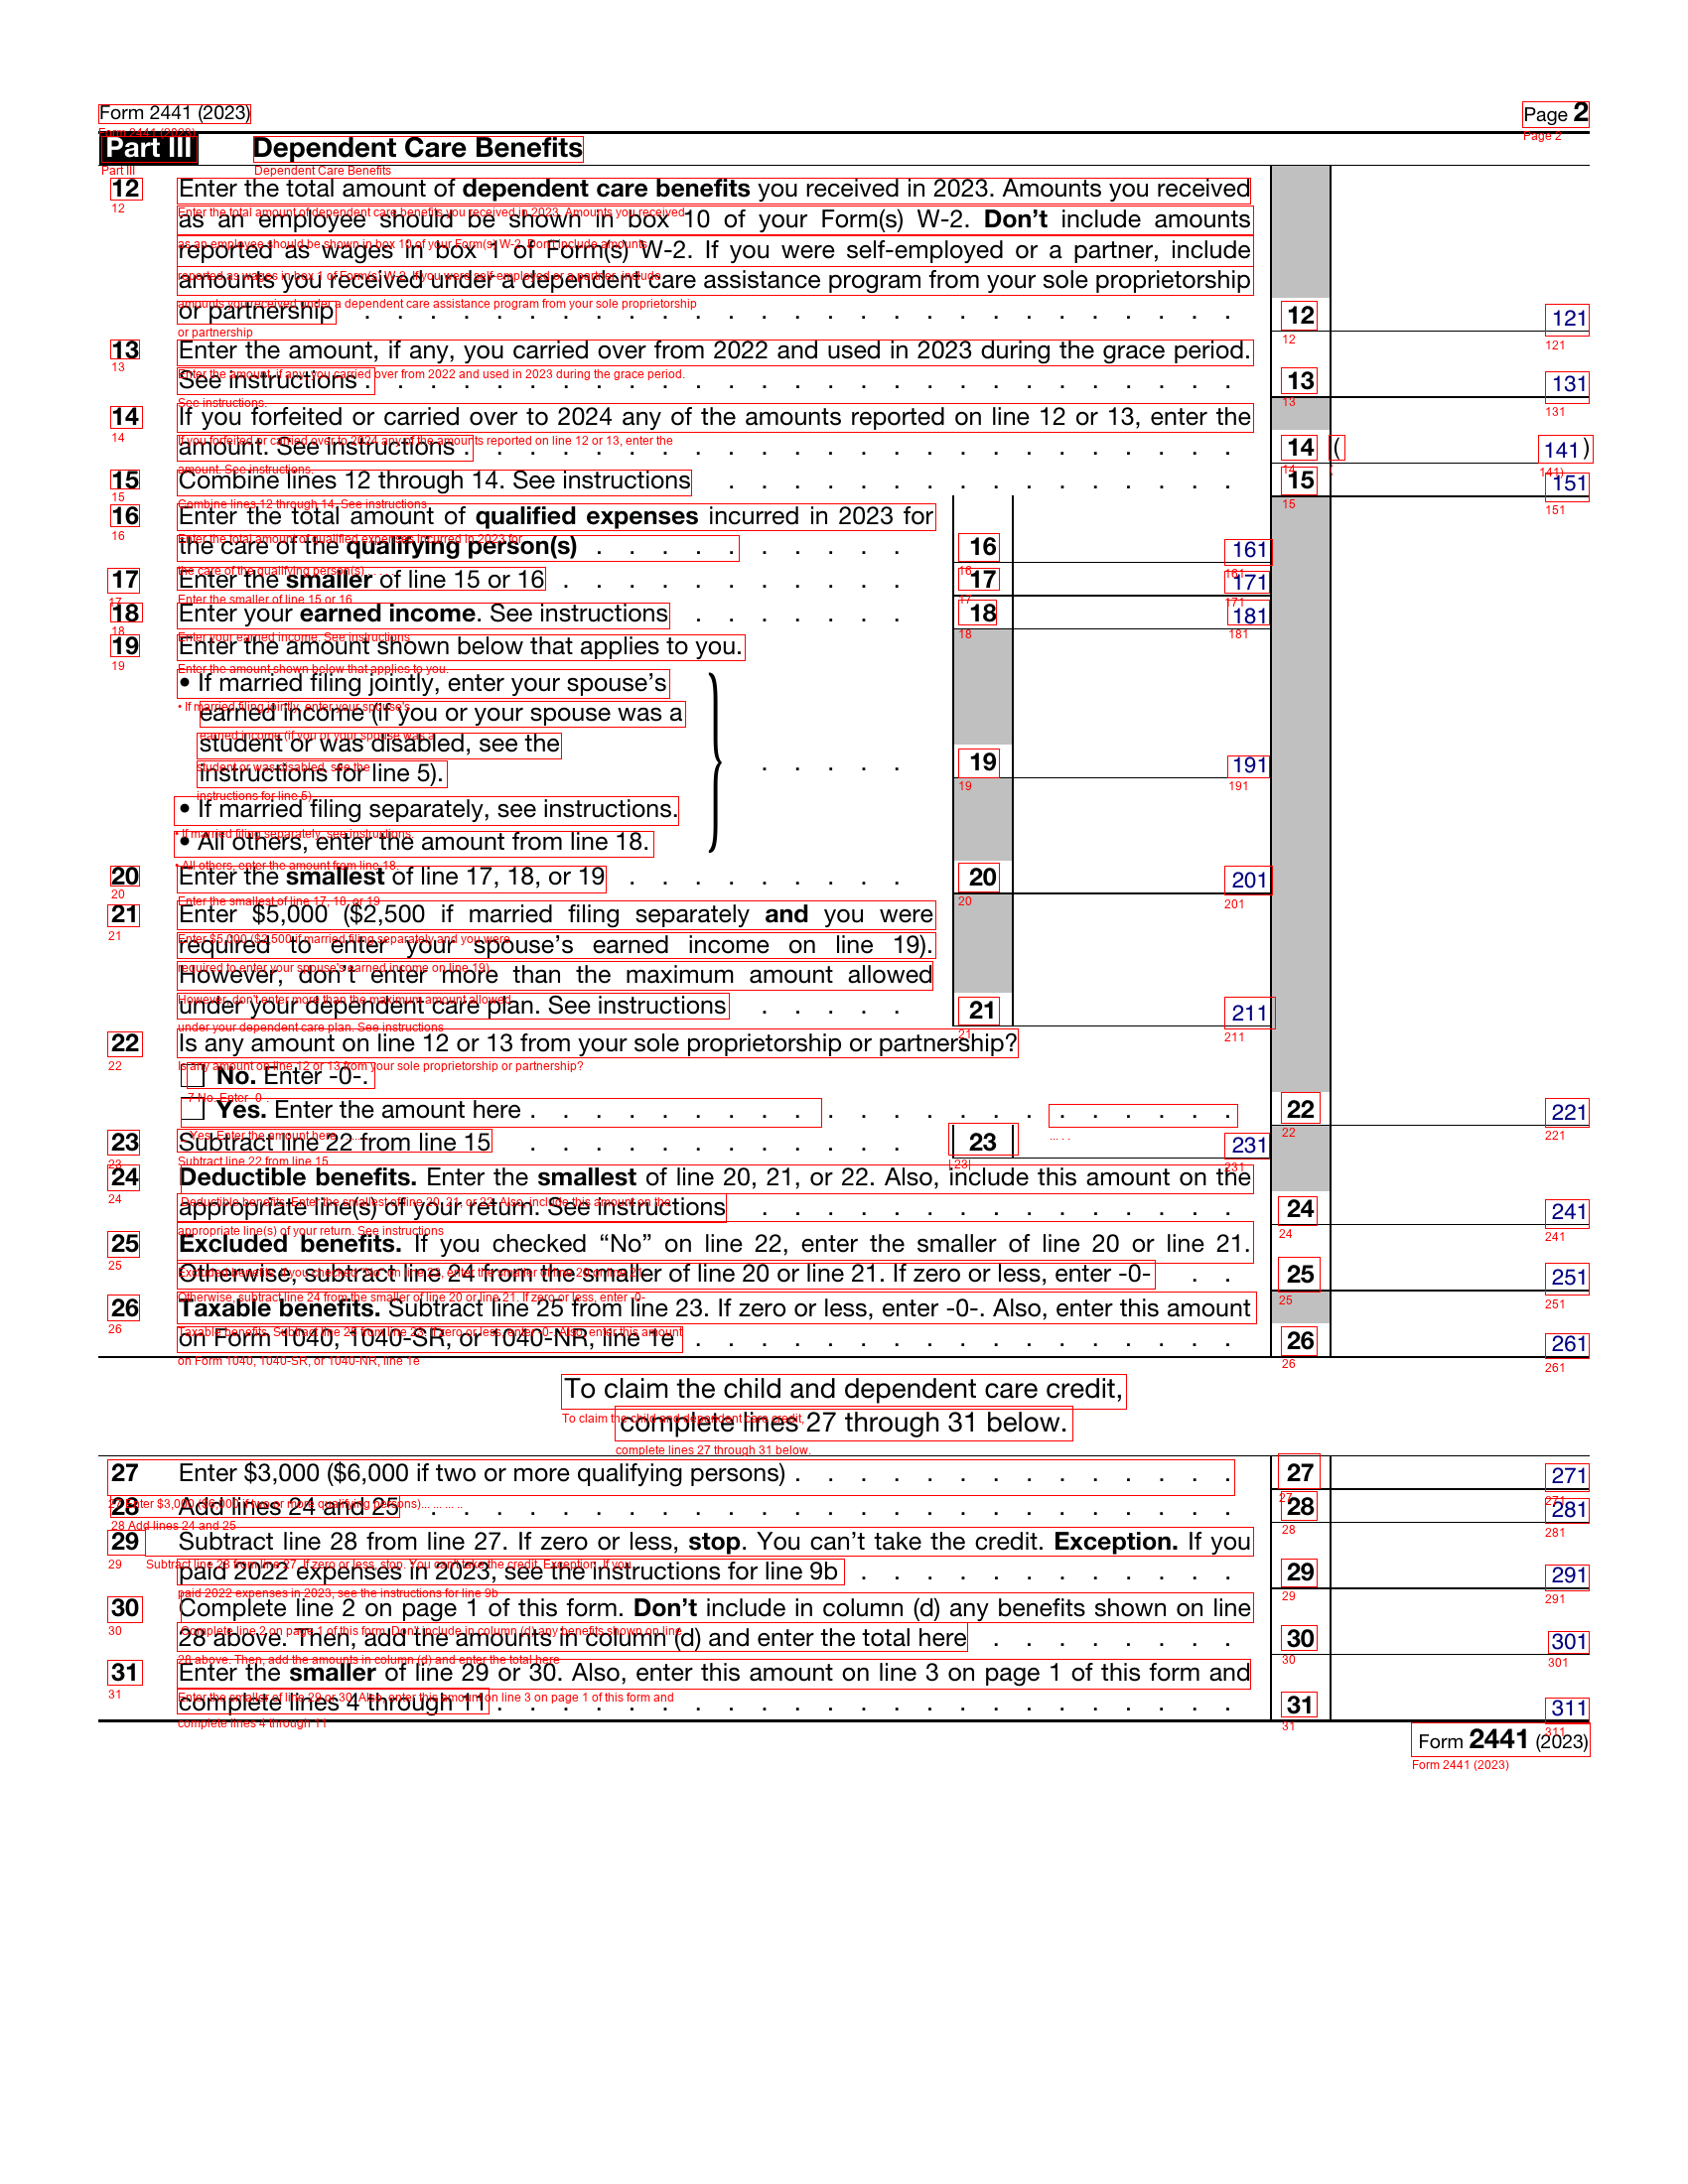 Form 2441 (2023) Page 2
Part III Dependent Care Benefits
12 Enter the total amount of dependent care benefits you received in 2023. Amounts you received
as an employee should be shown in box 10 of your Form(s) W-2. Don’t include amounts
reported as wages in box 1 of Form(s) W-2. If you were self-employed or a partner, include
amounts you received under a dependent care assistance program from your sole proprietorship
or partnership . . . . . . . . . . . . . . . . . . . . . . . . . . . 12 121
13 Enter the amount, if any, you carried over from 2022 and used in 2023 during the grace period.
See instructions . . . . . . . . . . . . . . . . . . . . . . . . . . . 13 131
14 If you forfeited or carried over to 2024 any of the amounts reported on line 12 or 13, enter the
amount. See instructions . . . . . . . . . . . . . . . . . . . . . . . . 14 ( 141 )
15 Combine lines 12 through 14. See instructions . . . . . . . . . . . . . . . . 15 151
16 Enter the total amount of qualified expenses incurred in 2023 for
the care of the qualifying person(s) . . . . . . . . . . 16 161
17 Enter the smaller of line 15 or 16 . . . . . . . . . . . 17 171
18 Enter your earned income. See instructions . . . . . . . 18 181
19 Enter the amount shown below that applies to you.
• If married filing jointly, enter your spouse’s
earned income (if you or your spouse was a
student or was disabled, see the
instructions for line 5). . . . . . 19 191
• If married filing separately, see instructions.
• All others, enter the amount from line 18.
20 Enter the smallest of line 17, 18, or 19 . . . . . . . . . 20 201
21 Enter $5,000 ($2,500 if married filing separately and you were
required to enter your spouse’s earned income on line 19).
However, don’t enter more than the maximum amount allowed
under your dependent care plan. See instructions . . . . . 21 211
22 Is any amount on line 12 or 13 from your sole proprietorship or partnership?
No. Enter -0-.
Yes. Enter the amount here . . . . . . . . . . . . . . . . . . . . . . 22 221
23 Subtract line 22 from line 15 . . . . . . . . . . . . 23 231
24 Deductible benefits. Enter the smallest of line 20, 21, or 22. Also, include this amount on the
appropriate line(s) of your return. See instructions . . . . . . . . . . . . . . . 24 241
25 Excluded benefits. If you checked “No” on line 22, enter the smaller of line 20 or line 21.
Otherwise, subtract line 24 from the smaller of line 20 or line 21. If zero or less, enter -0- . . 25 251
26 Taxable benefits. Subtract line 25 from line 23. If zero or less, enter -0-. Also, enter this amount
on Form 1040, 1040-SR, or 1040-NR, line 1e . . . . . . . . . . . . . . . . . 26 261
To claim the child and dependent care credit,
complete lines 27 through 31 below.
27 Enter $3,000 ($6,000 if two or more qualifying persons) . . . . . . . . . . . . . . 27 271
28 Add lines 24 and 25 . . . . . . . . . . . . . . . . . . . . . . . . . 28 281
29 Subtract line 28 from line 27. If zero or less, stop. You can’t take the credit. Exception. If you
paid 2022 expenses in 2023, see the instructions for line 9b . . . . . . . . . . . . 29 291
30 Complete line 2 on page 1 of this form. Don’t include in column (d) any benefits shown on line
28 above. Then, add the amounts in column (d) and enter the total here . . . . . . . . 30 301
31 Enter the smaller of line 29 or 30. Also, enter this amount on line 3 on page 1 of this form and
complete lines 4 through 11 . . . . . . . . . . . . . . . . . . . . . . . 31 311
Form 2441 (2023)